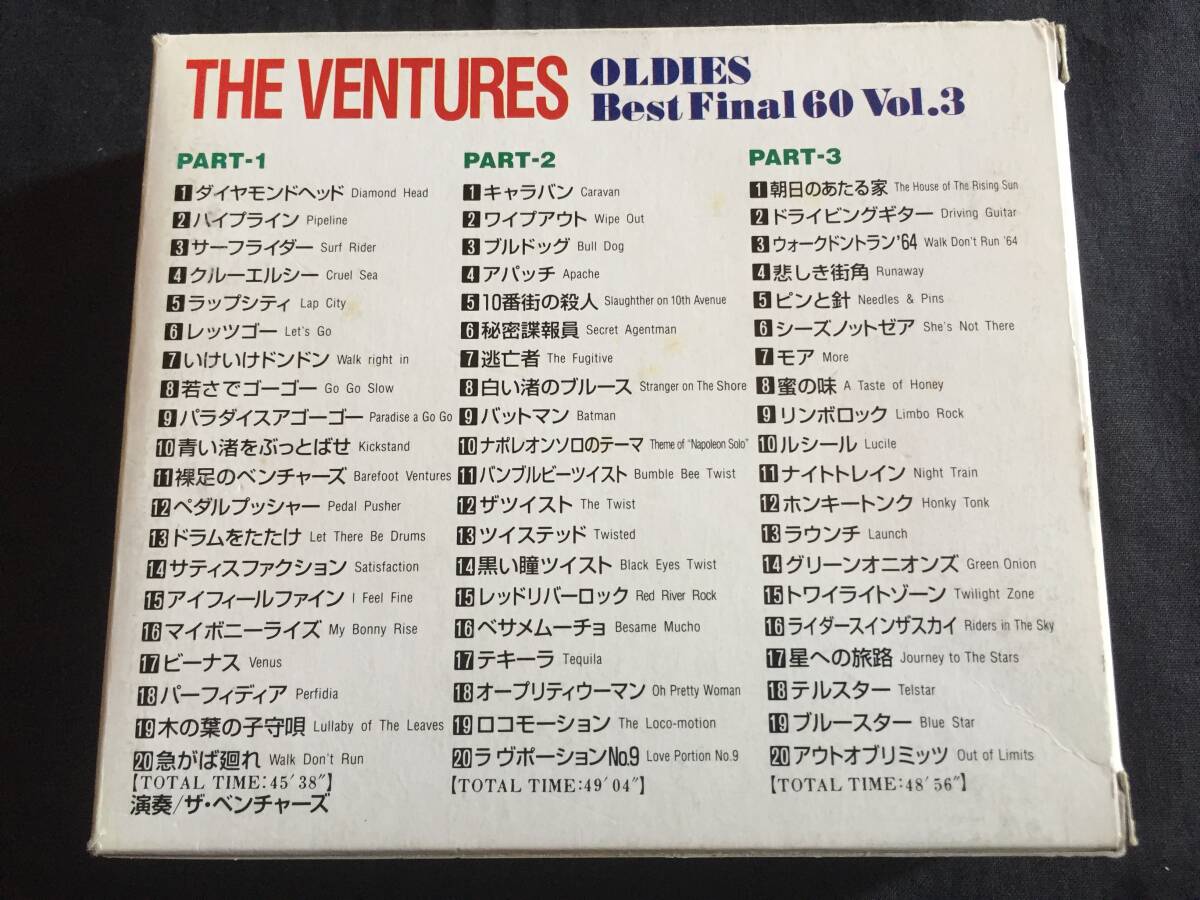 THE VENTURES OLDIES
Best Final 60 Vol.3
PART-1
1 ダイヤモンドヘッド Diamond Head
2 パイプライン Pipeline
3 サーフライダー Surf Rider
4 クルーエルシー Cruel Sea
5 ラップシティ Lap City
6 レッツゴー Let's Go
7 いけいけドンドン Walk right in
8 若さでゴーゴー Go Go Slow
9 パラダイスアゴーゴー Paradise a Go Go
10 青い渚をぶっとばせ Kickstand
11 裸足のベンチャーズ Barefoot Ventures
12 ペダルプッシャー Pedal Pusher
13 ドラムをたたけ Let There Be Drums
14 サティスファクション Satisfaction
15 アイフィールファイン I Feel Fine
16 マイボニーライズ My Bonny Rise
17 ビーナス Venus
18 パーフィディア Perfidia
19 木の葉の子守唄 Lullaby of The Leaves
20 急がば廻れ Walk Don't Run
【TOTAL TIME:45′38″】
演奏/ザ・ベンチャーズ
PART-2
1 キャラバン Caravan
2 ワイプアウト Wipe Out
3 ブルドッグ Bull Dog
4 アパッチ Apache
5 10番街の殺人 Slaughther on 10th Avenue
6 秘密諜報員 Secret Agentman
7 逃亡者 The Fugitive
8 白い渚のブルース Stranger on The Shore
9 バットマン Batman
10 ナポレオンソロのテーマ Theme of "Napoleon Solo"
11 バンブルビーツイスト Bumble Bee Twist
12 ザツイスト The Twist
13 ツイステッド Twisted
14 黒い瞳ツイスト Black Eyes Twist
15 レッドリバーロック Red River Rock
16 ベサメムーチョ Besame Mucho
17 テキーラ Tequila
18 オープリティウーマン Oh Pretty Woman
19 ロコモーション The Loco-motion
20 ラヴポーションNo.9 Love Portion No.9
【TOTAL TIME:49′04″】
PART-3
1 朝日のあたる家 The House of The Rising Sun
2 ドライビングギター Driving Guitar
3 ウォークドントラン'64 Walk Don't Run '64
4 悲しき街角 Runaway
5 ピンと針 Needles & Pins
6 シーズノットゼア She's Not There
7 モア More
8 蜜の味 A Taste of Honey
9 リンボロック Limbo Rock
10 ルシール Lucile
11 ナイトトレイン Night Train
12 ホンキートンク Honky Tonk
13 ラウンチ Launch
14 グリーンオニオンズ Green Onion
15 トワイライトゾーン Twilight Zone
16 ライダースインザスカイ Riders in The Sky
17 星への旅路 Journey to The Stars
18 テルスター Telstar
19 ブルースター Blue Star
20 アウトオブリミッツ Out of Limits
【TOTAL TIME:48′56″】